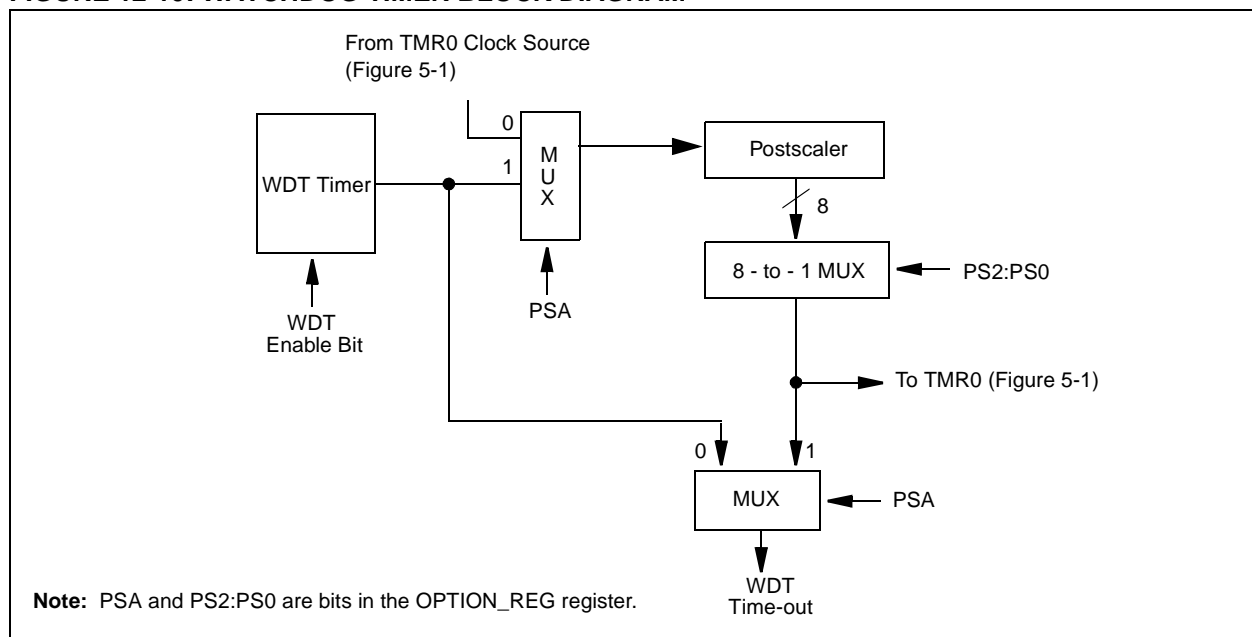 From TMR0 Clock Source
(Figure 5-1)
0
1
M
U
X
WDT Timer
Postscaler
8
8 - to - 1 MUX
PS2:PS0
PSA
WDT
Enable Bit
To TMR0 (Figure 5-1)
0
1
MUX
PSA
WDT
Time-out
Note: PSA and PS2:PS0 are bits in the OPTION_REG register.